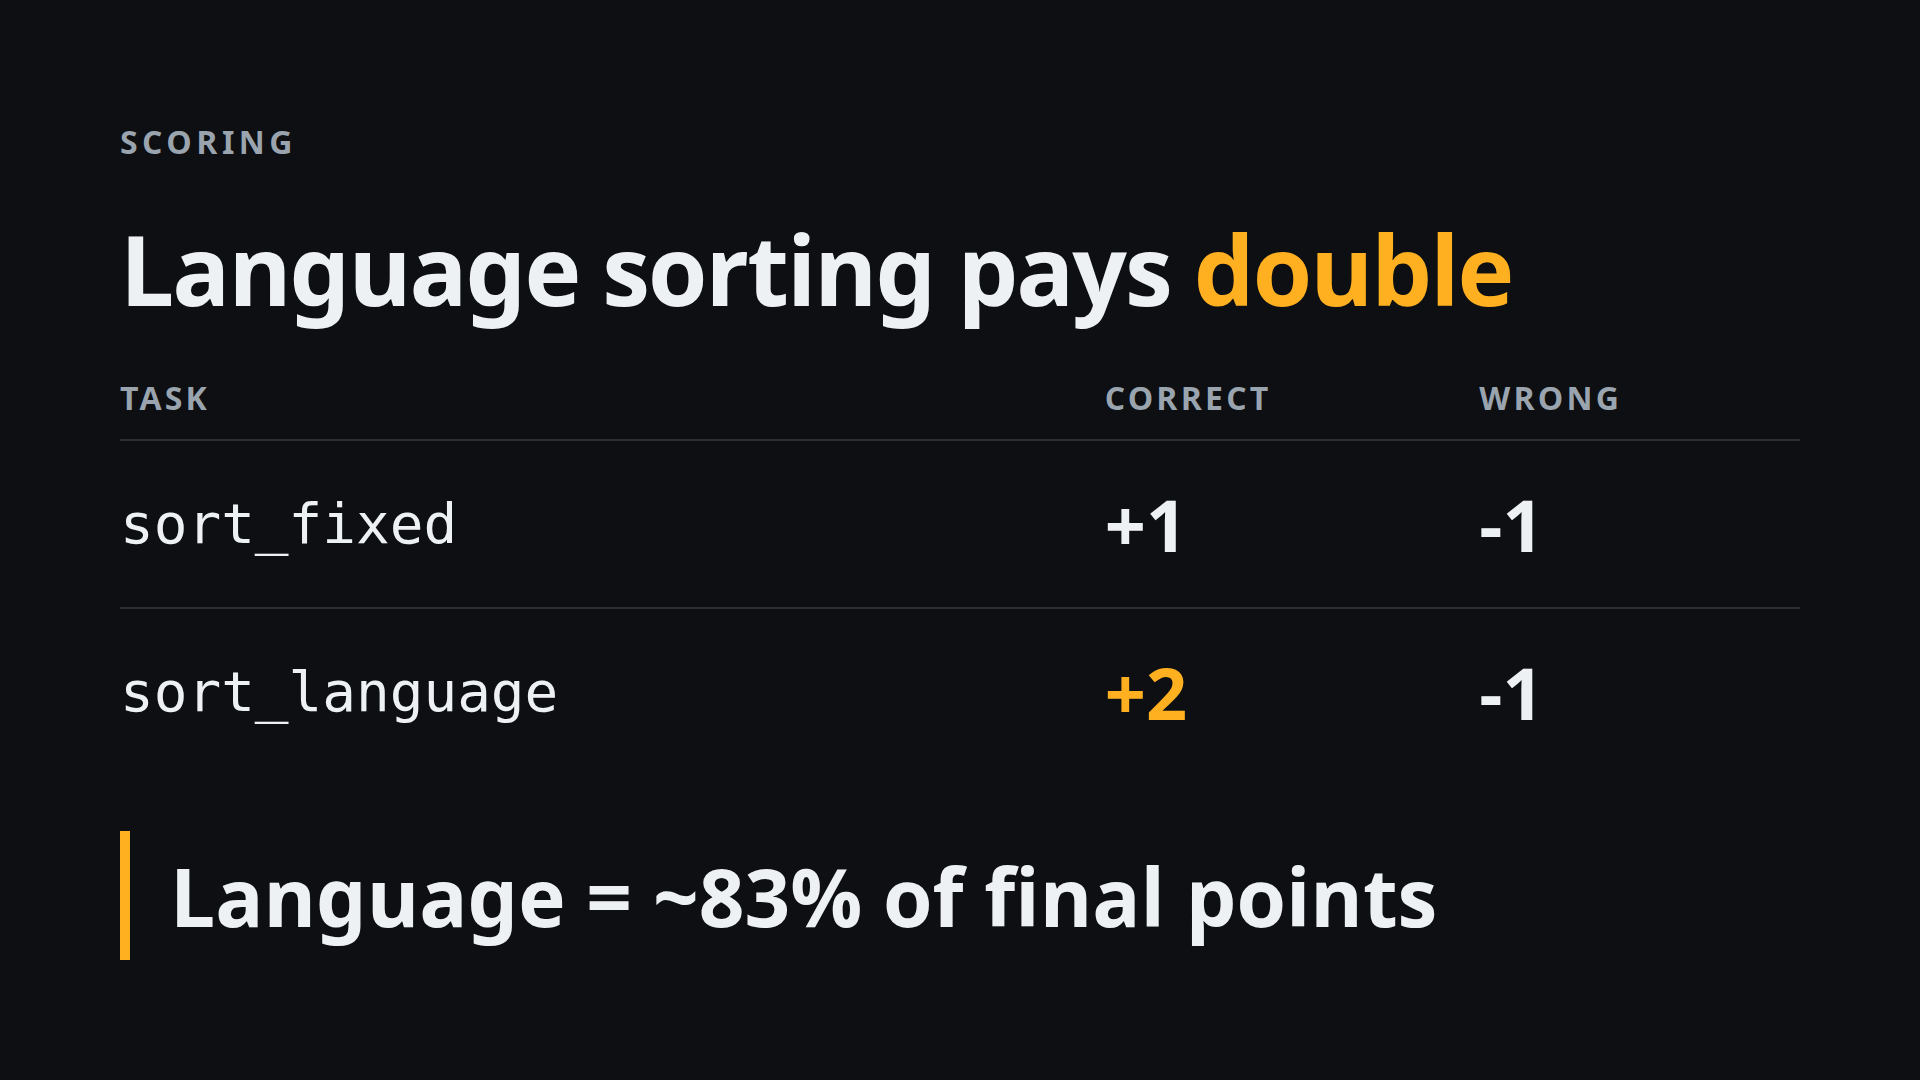 SCORING
Language sorting pays double
TASK CORRECT WRONG
sort_fixed +1 -1
sort_language +2 -1
Language = ~83% of final points